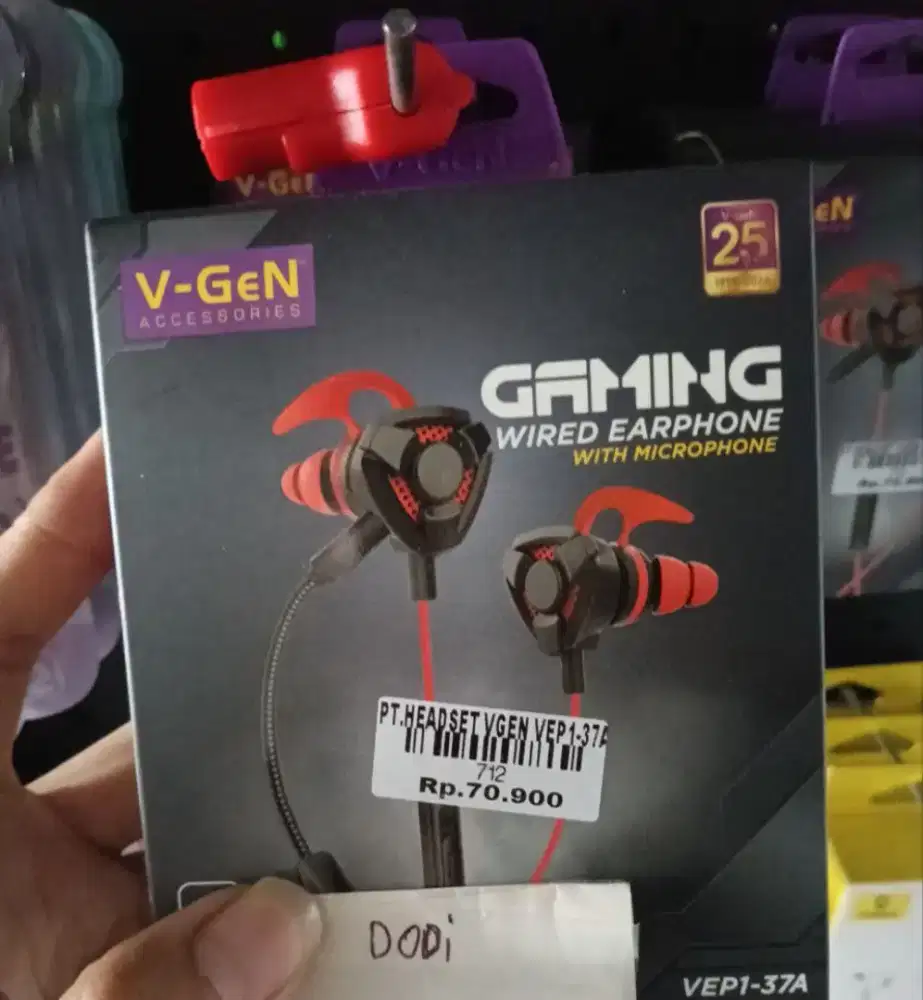 V-GeN
V-GeN
ACCESSORIES
25
eN
GAMING
WIRED EARPHONE
WITH MICROPHONE
PT.HEADSET VGEN VEP1-37A
712
Rp.70.900
DODi
VEP1-37A